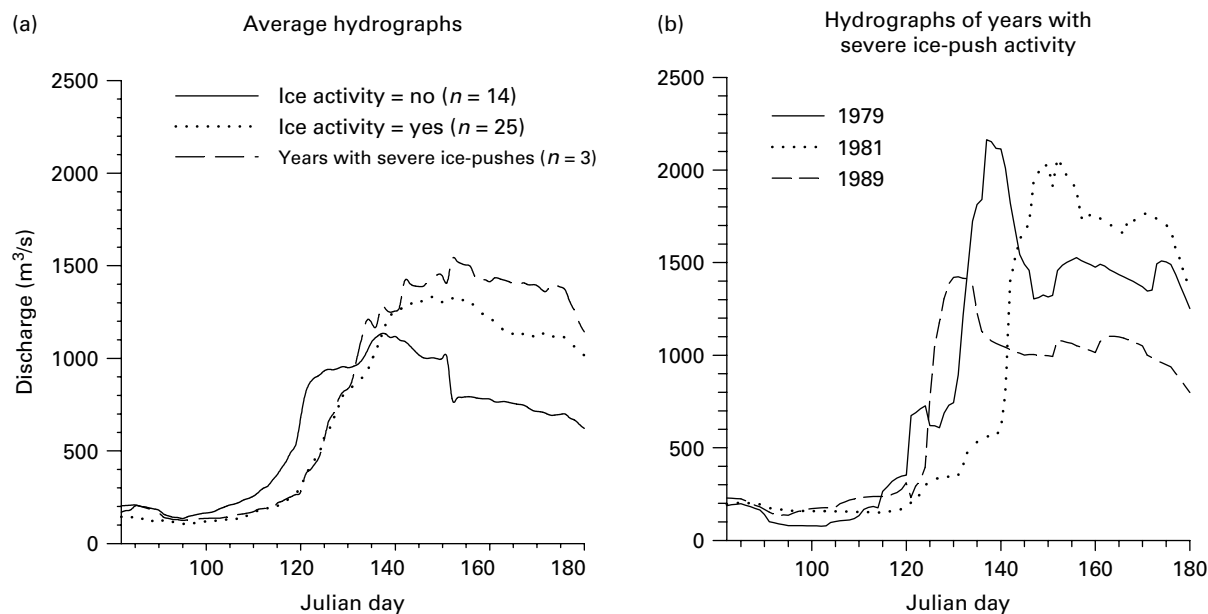 (a)
Average hydrographs
2500
2000
1500
1000
500
0
Discharge (m³/s)
Ice activity = no (n = 14)
Ice activity = yes (n = 25)
Years with severe ice-pushes (n = 3)
100 120 140 160 180
Julian day
(b)
Hydrographs of years with
severe ice-push activity
2500
2000
1500
1000
500
0
1979
1981
1989
100 120 140 160 180
Julian day